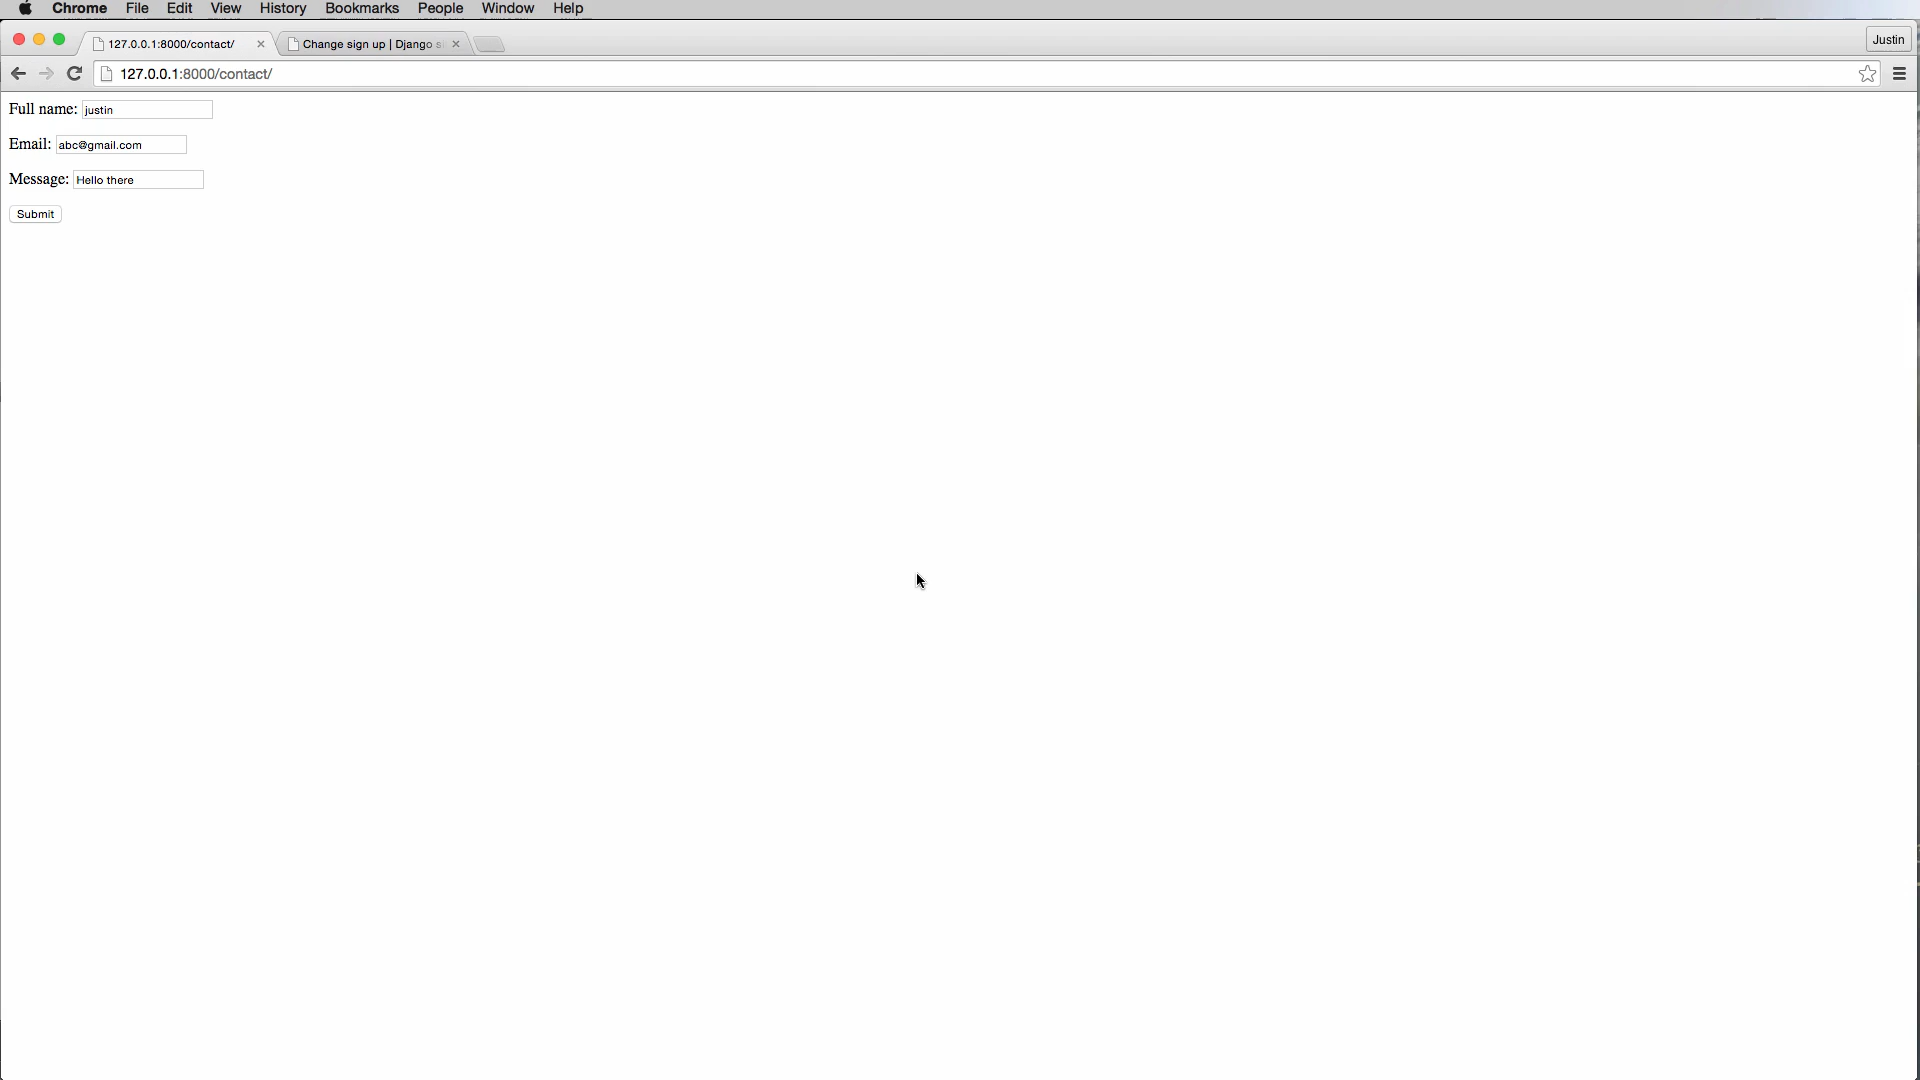 Chrome File Edit View History Bookmarks People Window Help
127.0.0.1:8000/contact/ Change sign up | Django s Justin
127.0.0.1:8000/contact/
Full name: justin
Email: abc@gmail.com
Message: Hello there
Submit